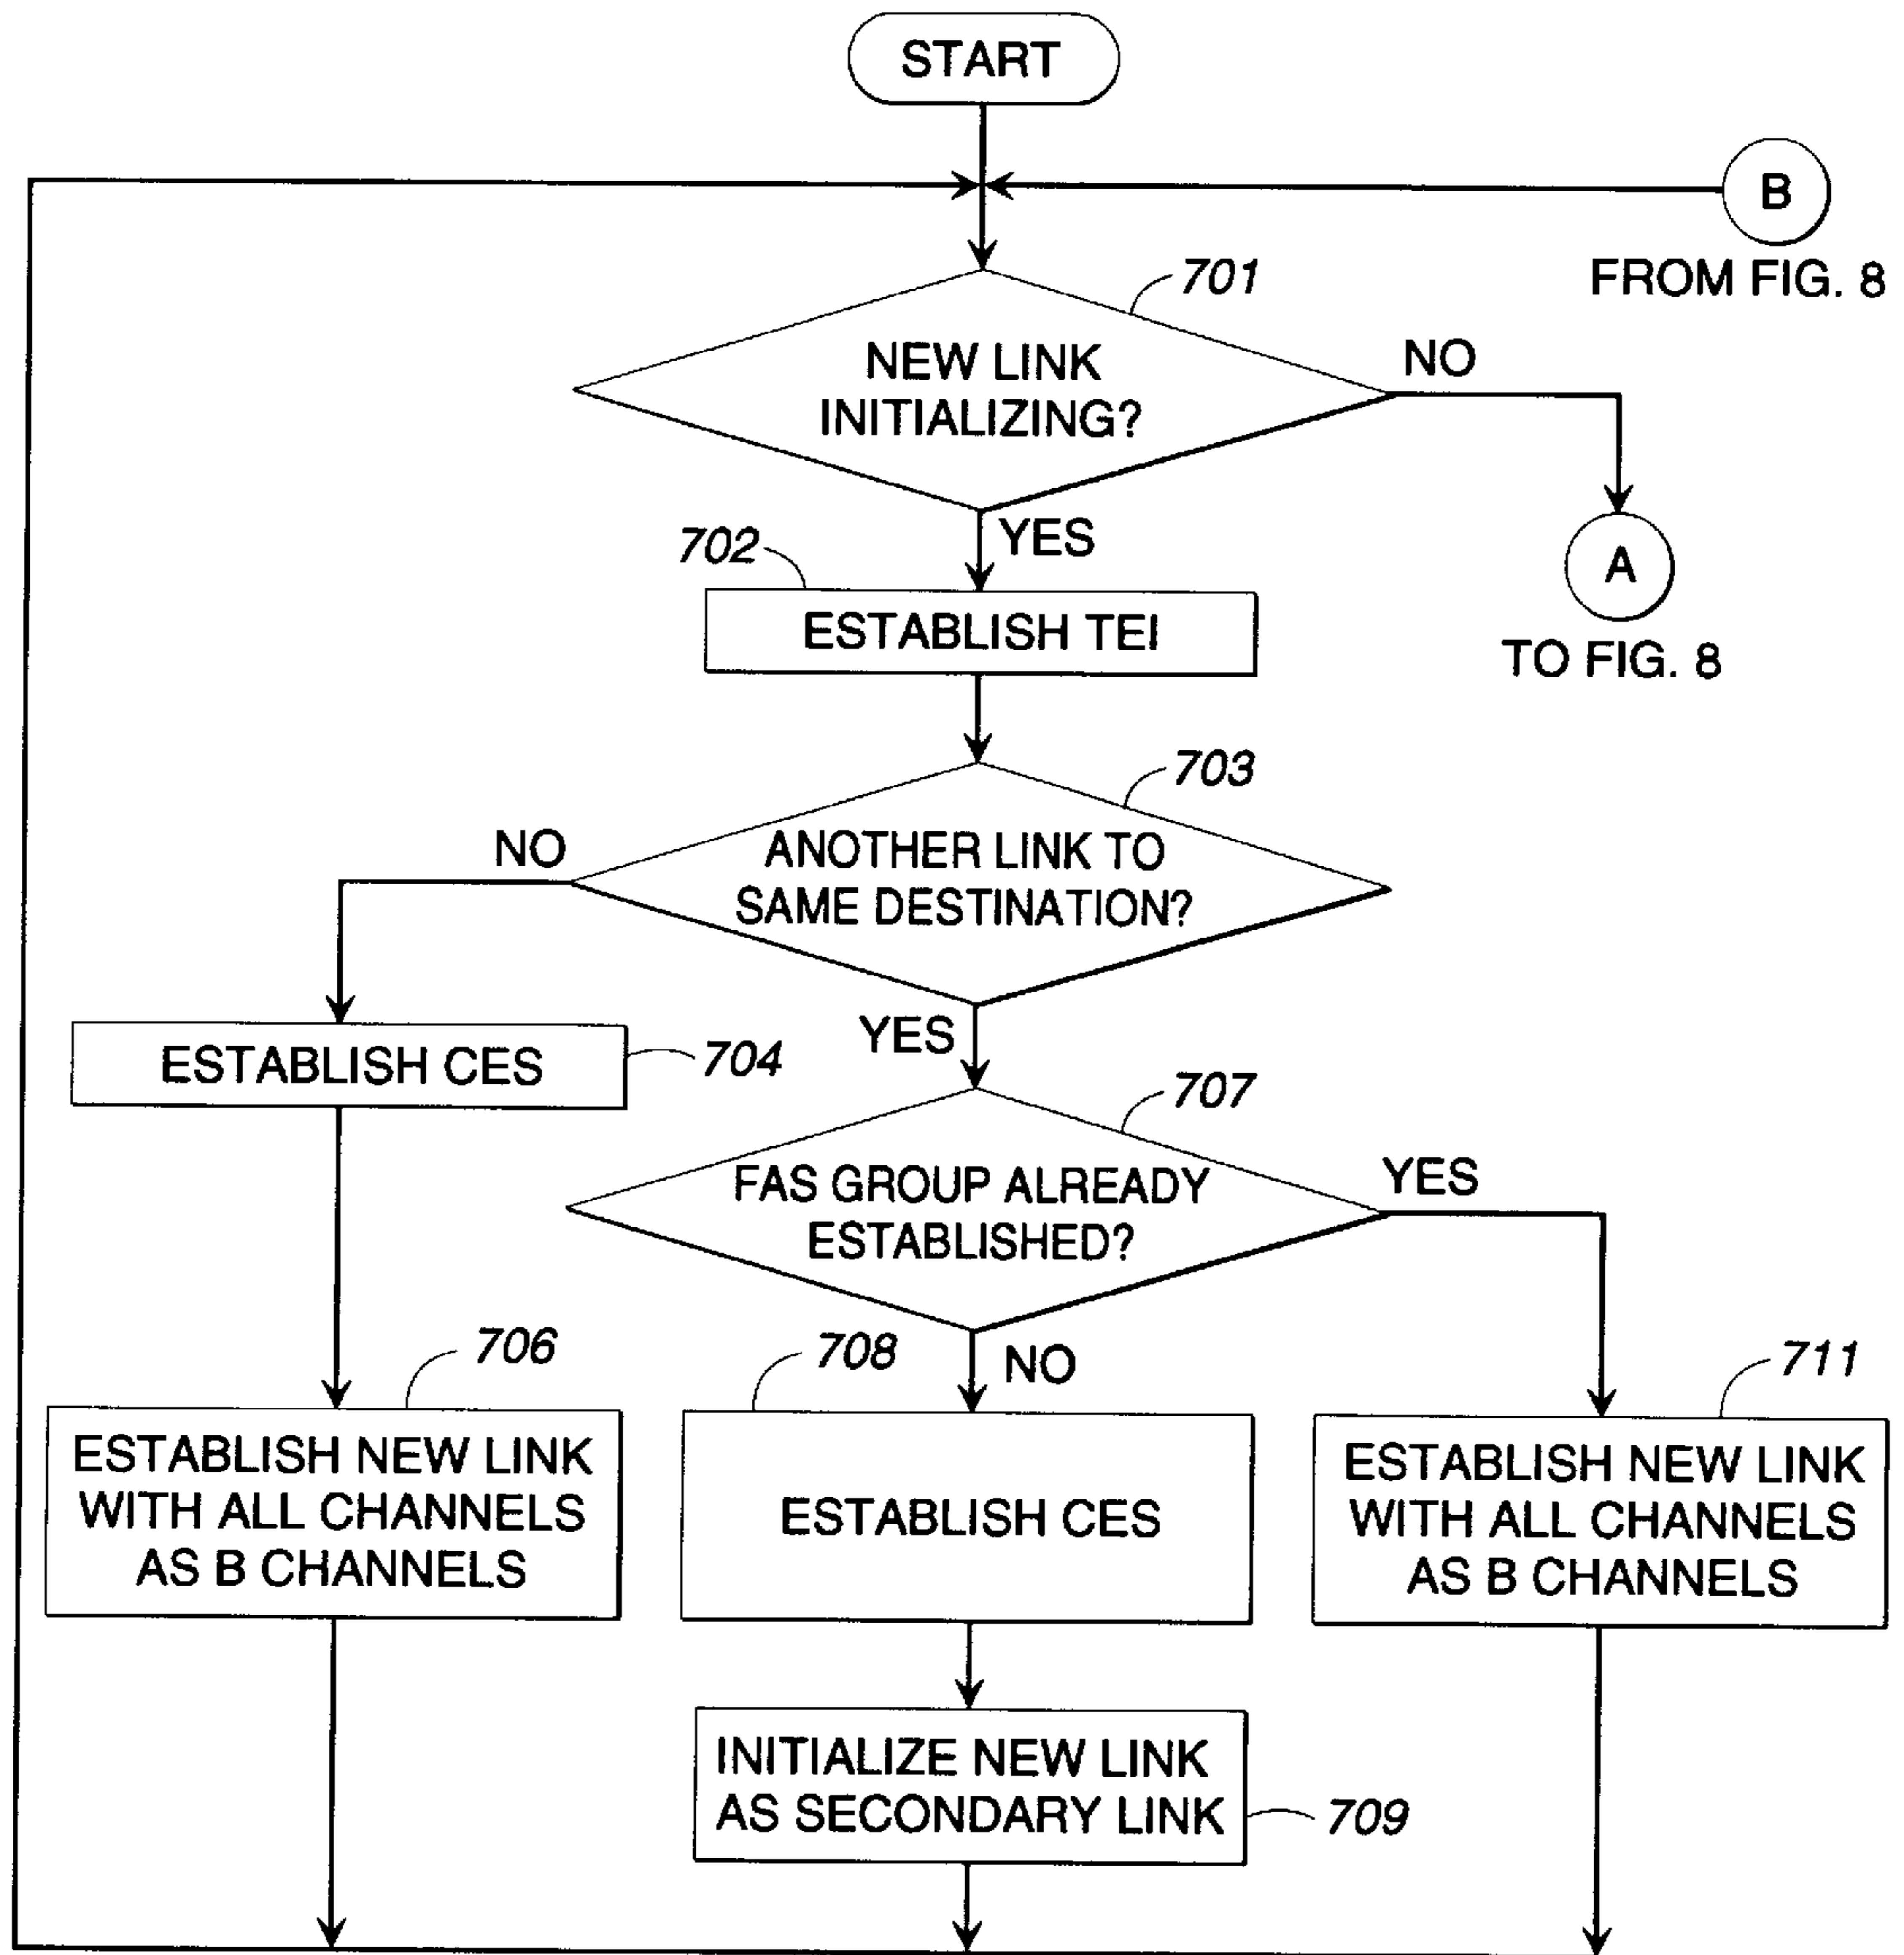 START
B
FROM FIG. 8
701
NEW LINK
INITIALIZING?
NO
A
TO FIG. 8
YES
702
ESTABLISH TEI
703
ANOTHER LINK TO
SAME DESTINATION?
NO
YES
ESTABLISH CES
704
707
FAS GROUP ALREADY
ESTABLISHED?
YES
NO
706
ESTABLISH NEW LINK
WITH ALL CHANNELS
AS B CHANNELS
708
ESTABLISH CES
711
ESTABLISH NEW LINK
WITH ALL CHANNELS
AS B CHANNELS
INITIALIZE NEW LINK
AS SECONDARY LINK
709